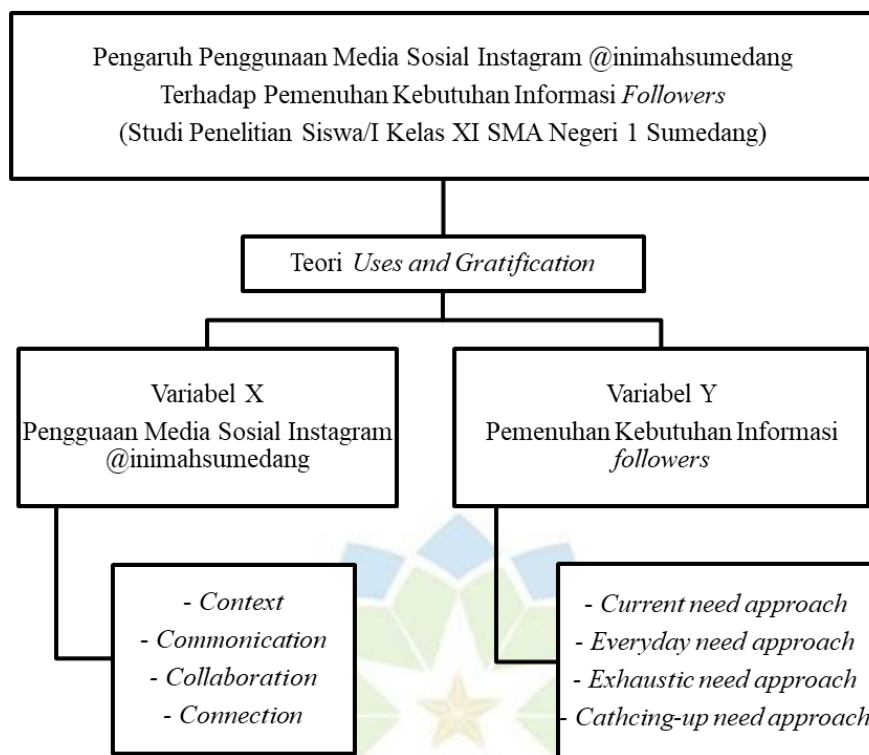 Pengaruh Penggunaan Media Sosial Instagram @inimahsumedang
Terhadap Pemenuhan Kebutuhan Informasi Followers
(Studi Penelitian Siswa/I Kelas XI SMA Negeri 1 Sumedang)
Teori Uses and Gratification
Variabel X
Pengguaan Media Sosial Instagram
@inimahsumedang
Variabel Y
Pemenuhan Kebutuhan Informasi
followers
- Context
- Commonication
- Collaboration
- Connection
- Current need approach
- Everyday need approach
- Exhaustic need approach
- Cathcing-up need approach